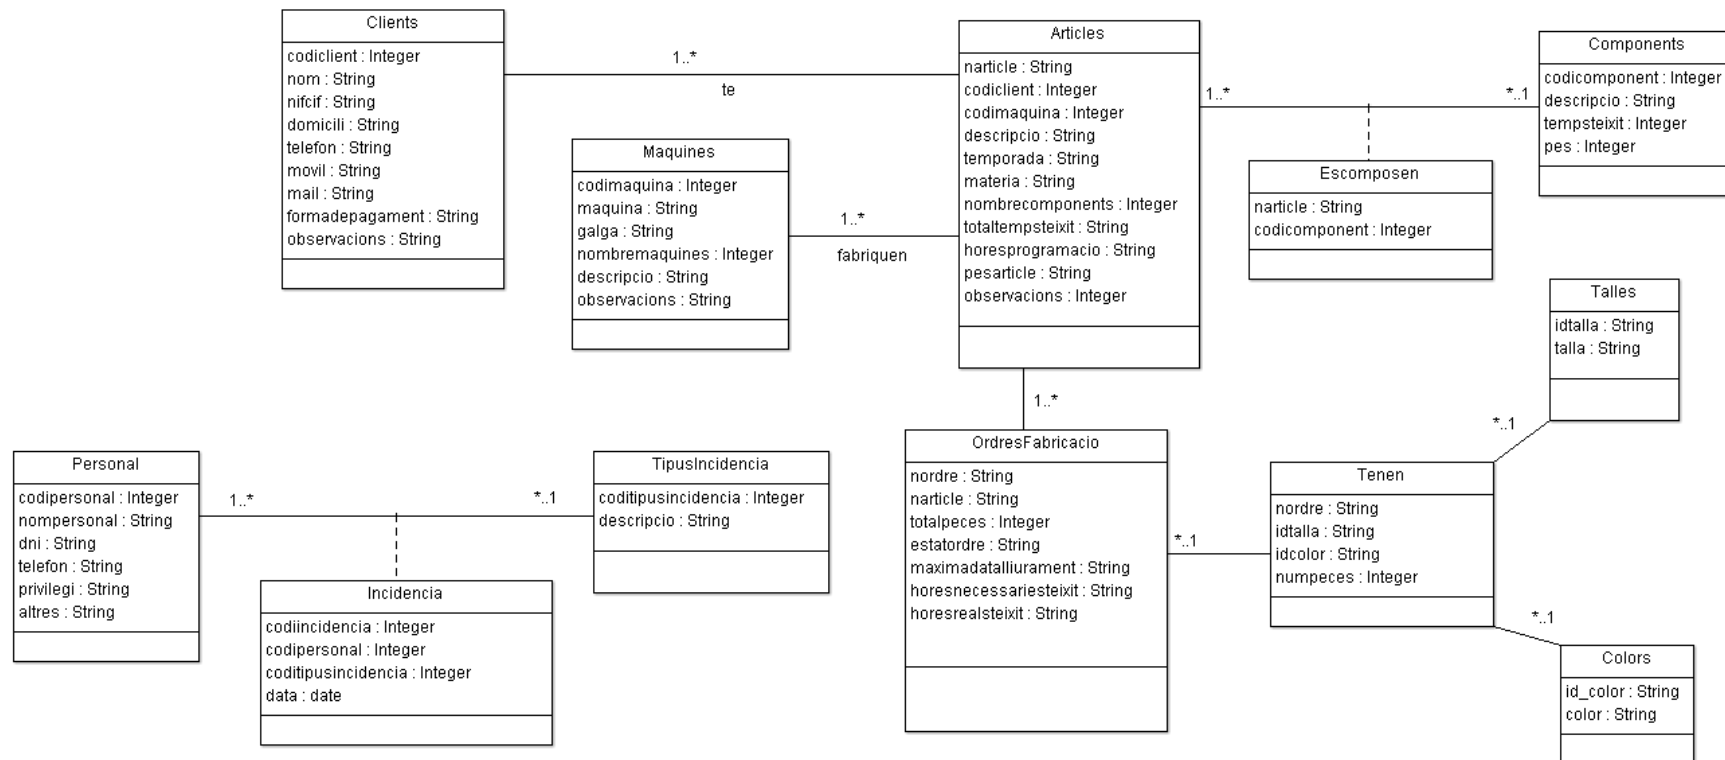 Clients
codiclient : Integer
nom : String
nifcif : String
domicili : String
telefon : String
movil : String
mail : String
formadepagament : String
observacions : String
1..*
te
Maquines
codimaquina : Integer
maquina : String
galga : String
nombremaquines : Integer
descripcio : String
observacions : String
1..*
fabriquen
Articles
narticle : String
codiclient : Integer
codimaquina : Integer
descripcio : String
temporada : String
materia : String
nombrecomponents : Integer
totaltempsteixit : String
horesprogramacio : String
pesarticle : String
observacions : Integer
1..*
*..1
Components
codicomponent : Integer
descripcio : String
tempsteixit : Integer
pes : Integer
Escomposen
narticle : String
codicomponent : Integer
Talles
idtalla : String
talla : String
1..*
*..1
Personal
codipersonal : Integer
nompersonal : String
dni : String
telefon : String
privilegi : String
altres : String
1..*
*..1
TipusIncidencia
coditipusincidencia : Integer
descripcio : String
Incidencia
codiincidencia : Integer
codipersonal : Integer
coditipusincidencia : Integer
data : date
OrdresFabricacio
nordre : String
narticle : String
totalpeces : Integer
estatordre : String
maximadatalliurament : String
horesnecessariesteixit : String
horesrealsteixit : String
*..1
Tenen
nordre : String
idtalla : String
idcolor : String
numpeces : Integer
*..1
Colors
id_color : String
color : String